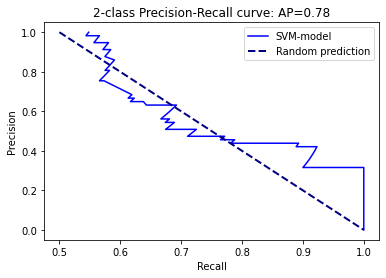 2-class Precision-Recall curve: AP=0.78
SVM-model
Random prediction
Precision
1.0
0.8
0.6
0.4
0.2
0.0
0.5
0.6
0.7
0.8
0.9
1.0
Recall